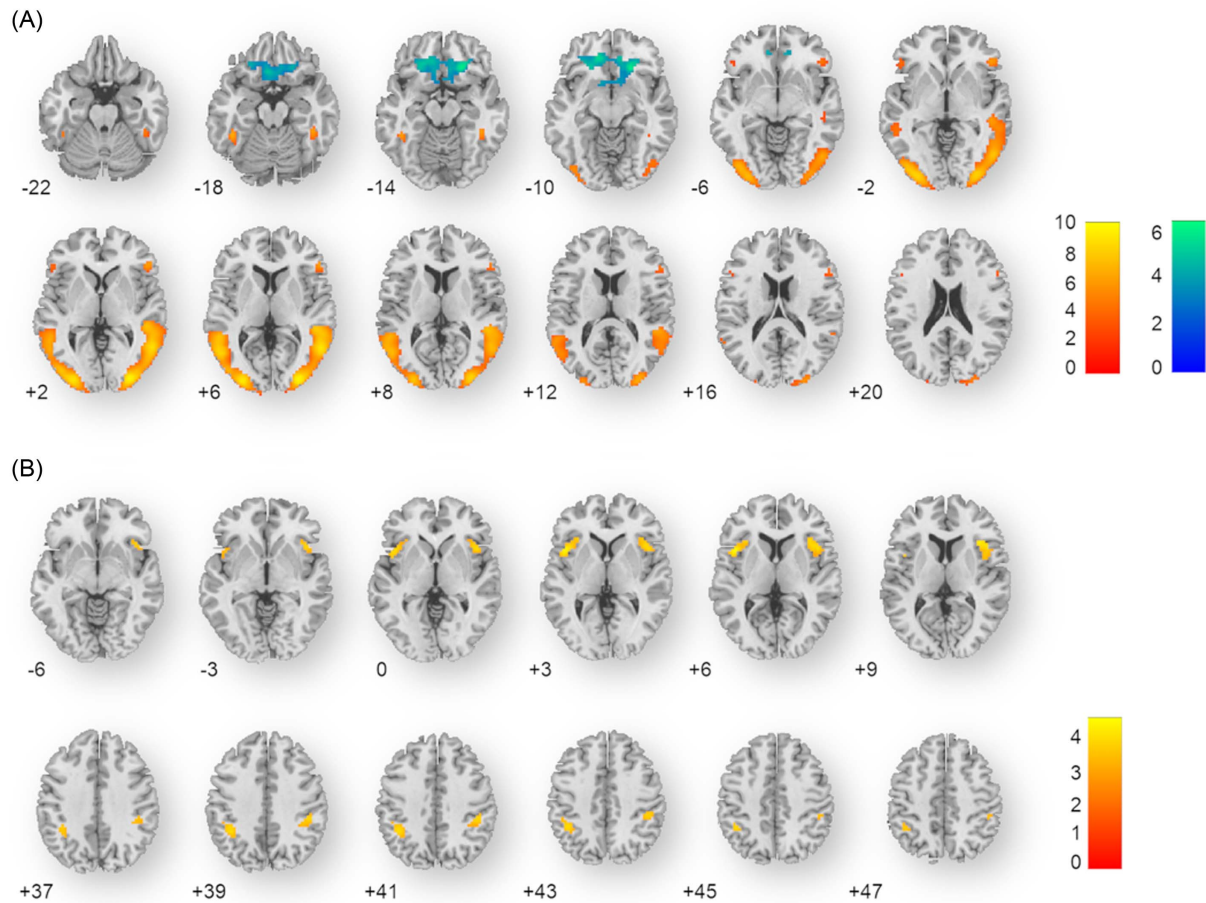 (A)
-22 -18 -14 -10 -6 -2
10 8 6 4 2 0
6 4 2 0
+2 +6 +8 +12 +16 +20
(B)
-6 -3 0 +3 +6 +9
4 3 2 1 0
+37 +39 +41 +43 +45 +47